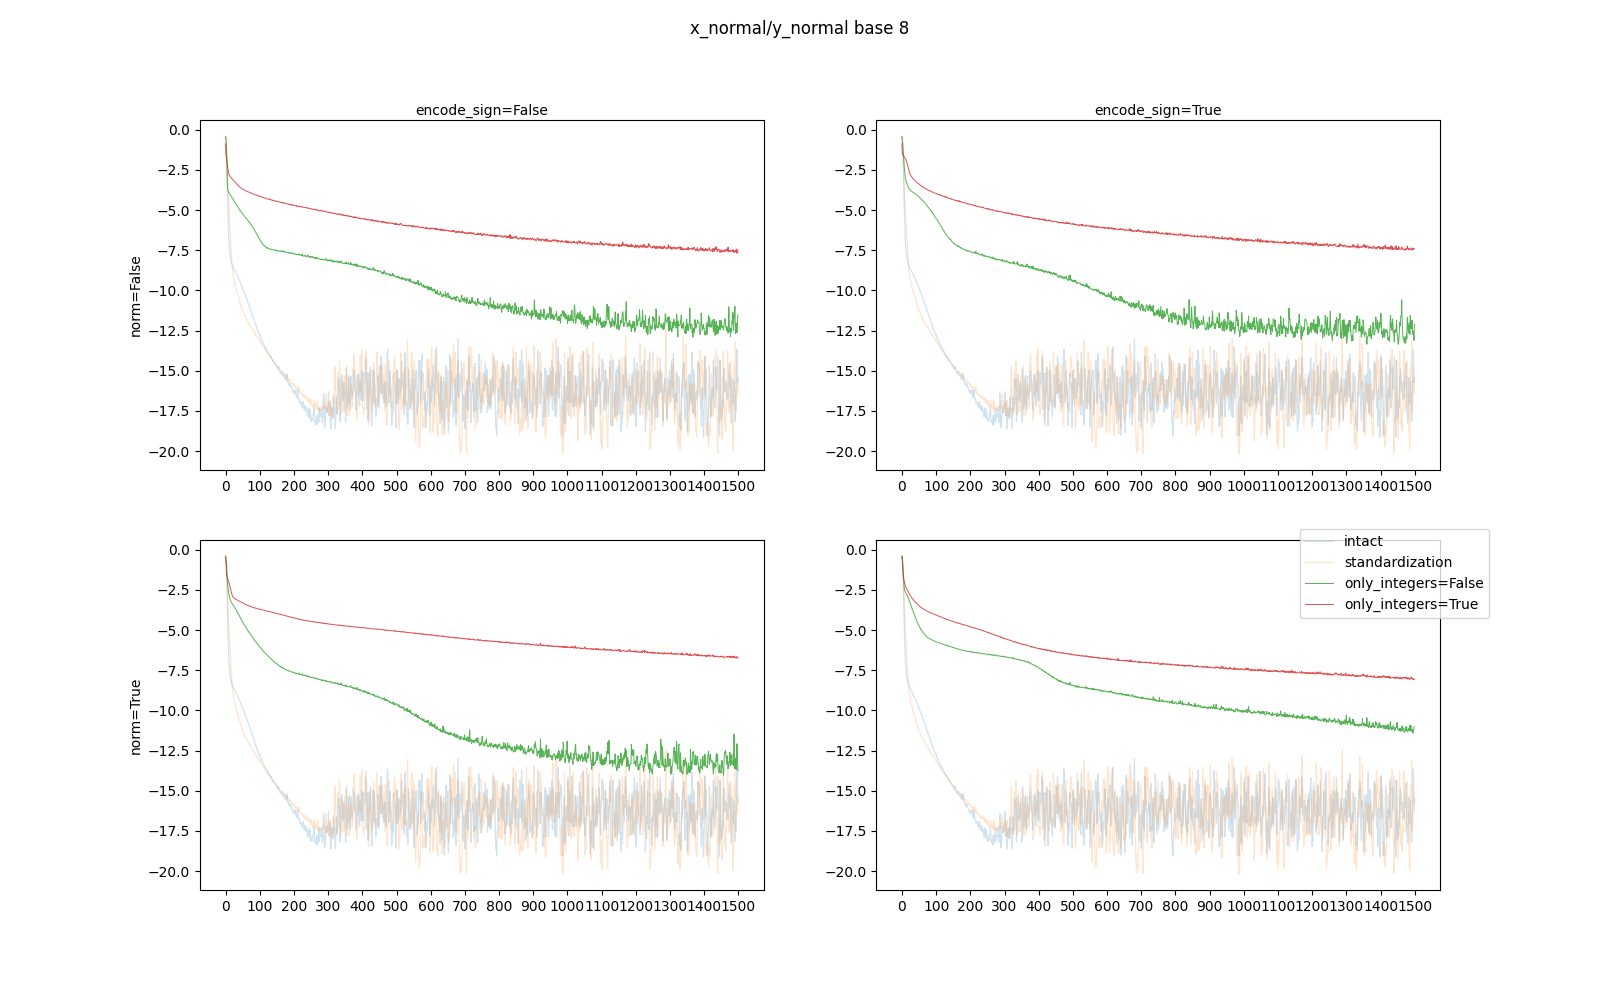 x_normal/y_normal base 8
encode_sign=False
encode_sign=True
norm=False
0.0
−2.5
−5.0
−7.5
−10.0
−12.5
−15.0
−17.5
−20.0
0 100 200 300 400 500 600 700 800 900 1000 1100 1200 1300 1400 1500
0.0
−2.5
−5.0
−7.5
−10.0
−12.5
−15.0
−17.5
−20.0
0 100 200 300 400 500 600 700 800 900 1000 1100 1200 1300 1400 1500
norm=True
0.0
−2.5
−5.0
−7.5
−10.0
−12.5
−15.0
−17.5
−20.0
0 100 200 300 400 500 600 700 800 900 1000 1100 1200 1300 1400 1500
0.0
−2.5
−5.0
−7.5
−10.0
−12.5
−15.0
−17.5
−20.0
0 100 200 300 400 500 600 700 800 900 1000 1100 1200 1300 1400 1500
intact
standardization
only_integers=False
only_integers=True